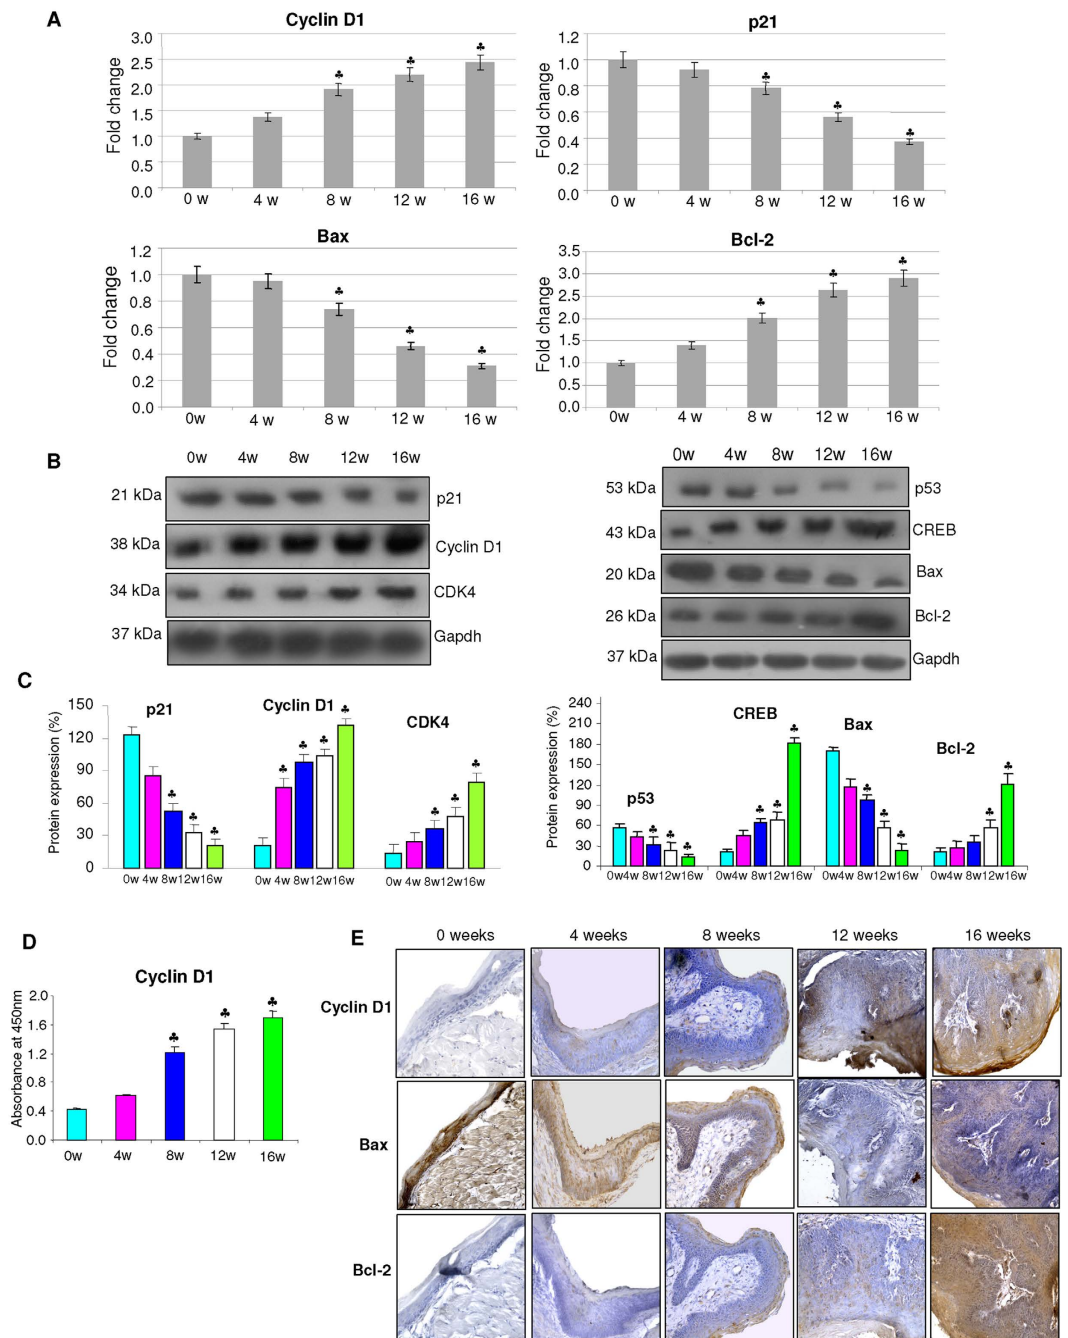 A
Cyclin D1
3.0
2.5
2.0
1.5
1.0
0.5
0.0
Fold change
♣ ♣ ♣
0 w 4 w 8 w 12 w 16 w
p21
1.2
1.0
0.8
0.6
0.4
0.2
0.0
Fold change
♣ ♣ ♣
0 w 4 w 8 w 12 w 16 w
Bax
1.2
1.0
0.8
0.6
0.4
0.2
0.0
Fold change
♣ ♣ ♣
0w 4 w 8 w 12 w 16 w
Bcl-2
3.5
3.0
2.5
2.0
1.5
1.0
0.5
0.0
Fold change
♣ ♣ ♣
0w 4 w 8 w 12 w 16 w
B
0w 4w 8w 12w 16w
21 kDa p21
38 kDa Cyclin D1
34 kDa CDK4
37 kDa Gapdh
0w 4w 8w 12w 16w
53 kDa p53
43 kDa CREB
20 kDa Bax
26 kDa Bcl-2
37 kDa Gapdh
C
Protein expression (%)
150
120
90
60
30
0
p21 Cyclin D1 CDK4
♣ ♣ ♣ ♣ ♣ ♣ ♣ ♣ ♣ ♣
0w 4w 8w12w16w 0w 4w 8w12w16w 0w 4w 8w12w16w
Protein expression (%)
240
210
180
150
120
90
60
30
0
p53 CREB Bax Bcl-2
♣ ♣ ♣ ♣ ♣ ♣ ♣ ♣ ♣ ♣ ♣
0w4w 8w12w16w 0w4w 8w12w16w 0w4w 8w12w16w 0w4w 8w12w16w
D
Cyclin D1
Absorbance at 450nm
2.0
1.6
1.2
0.8
0.4
0.0
♣ ♣ ♣
0w 4w 8w 12w 16w
E
0 weeks 4 weeks 8 weeks 12 weeks 16 weeks
Cyclin D1
Bax
Bcl-2